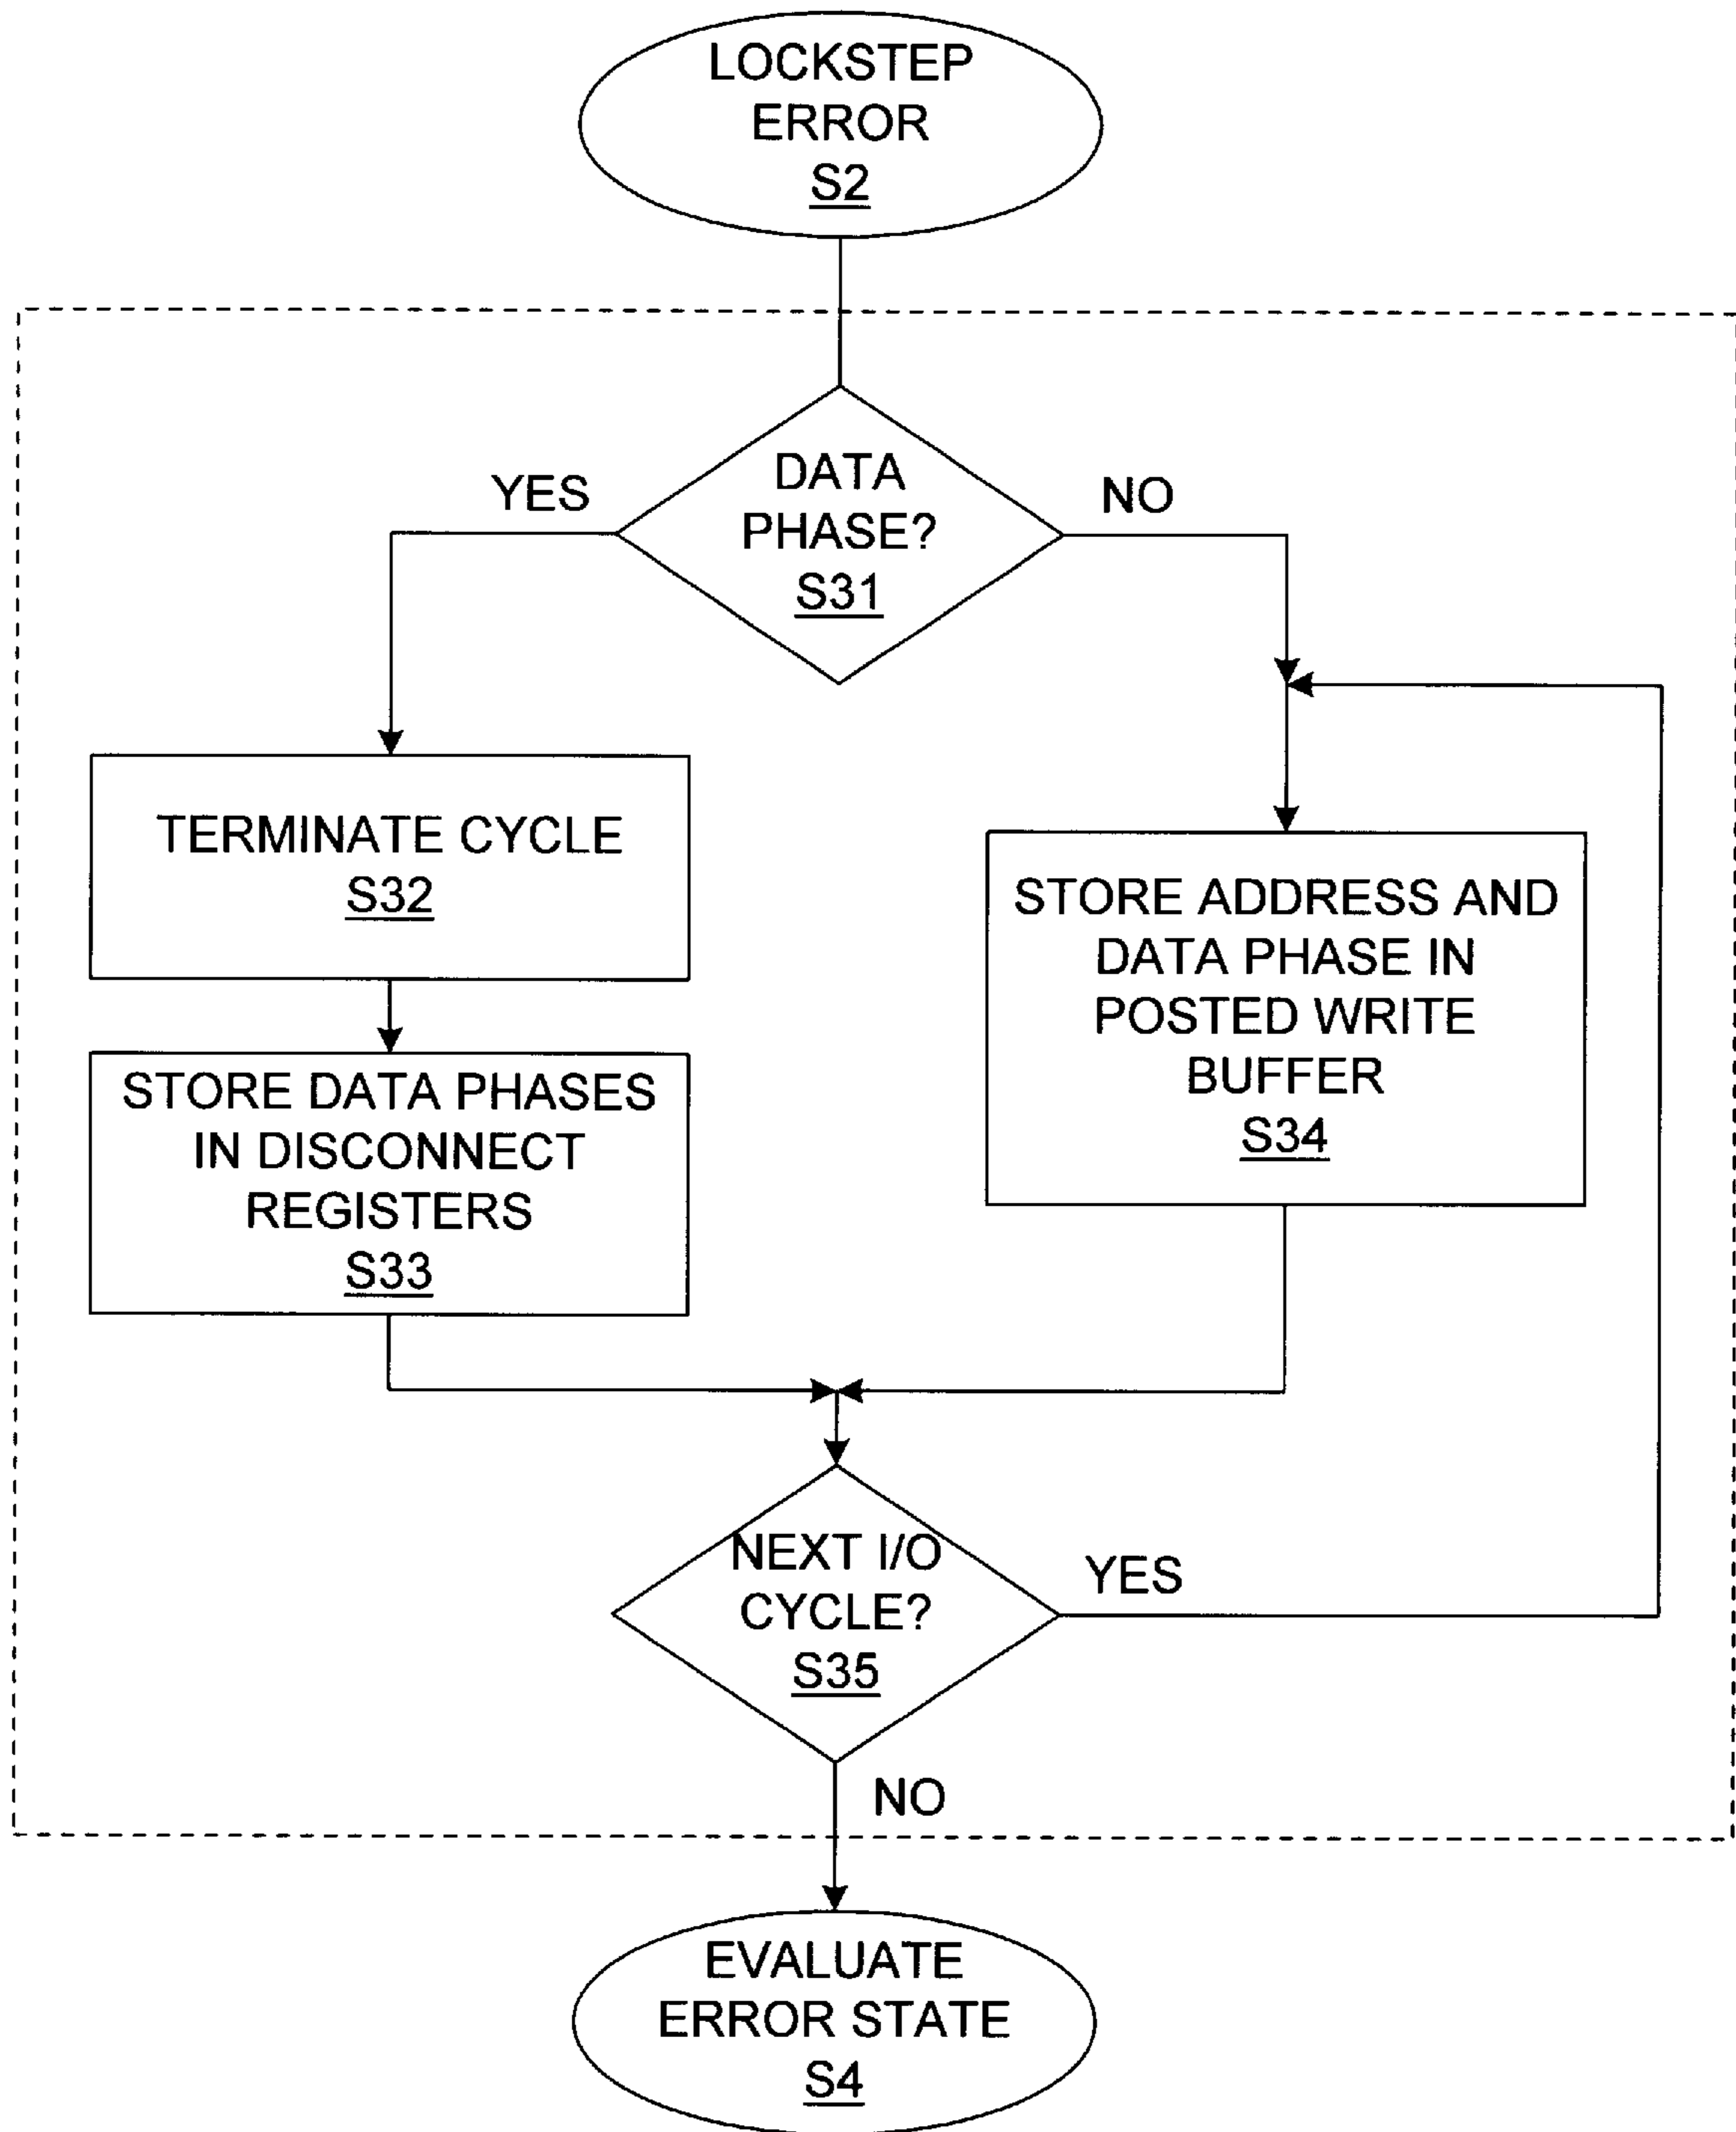 LOCKSTEP
ERROR
S2
DATA
PHASE?
S31
YES
NO
TERMINATE CYCLE
S32
STORE DATA PHASES
IN DISCONNECT
REGISTERS
S33
STORE ADDRESS AND
DATA PHASE IN
POSTED WRITE
BUFFER
S34
NEXT I/O
CYCLE?
S35
YES
NO
EVALUATE
ERROR STATE
S4